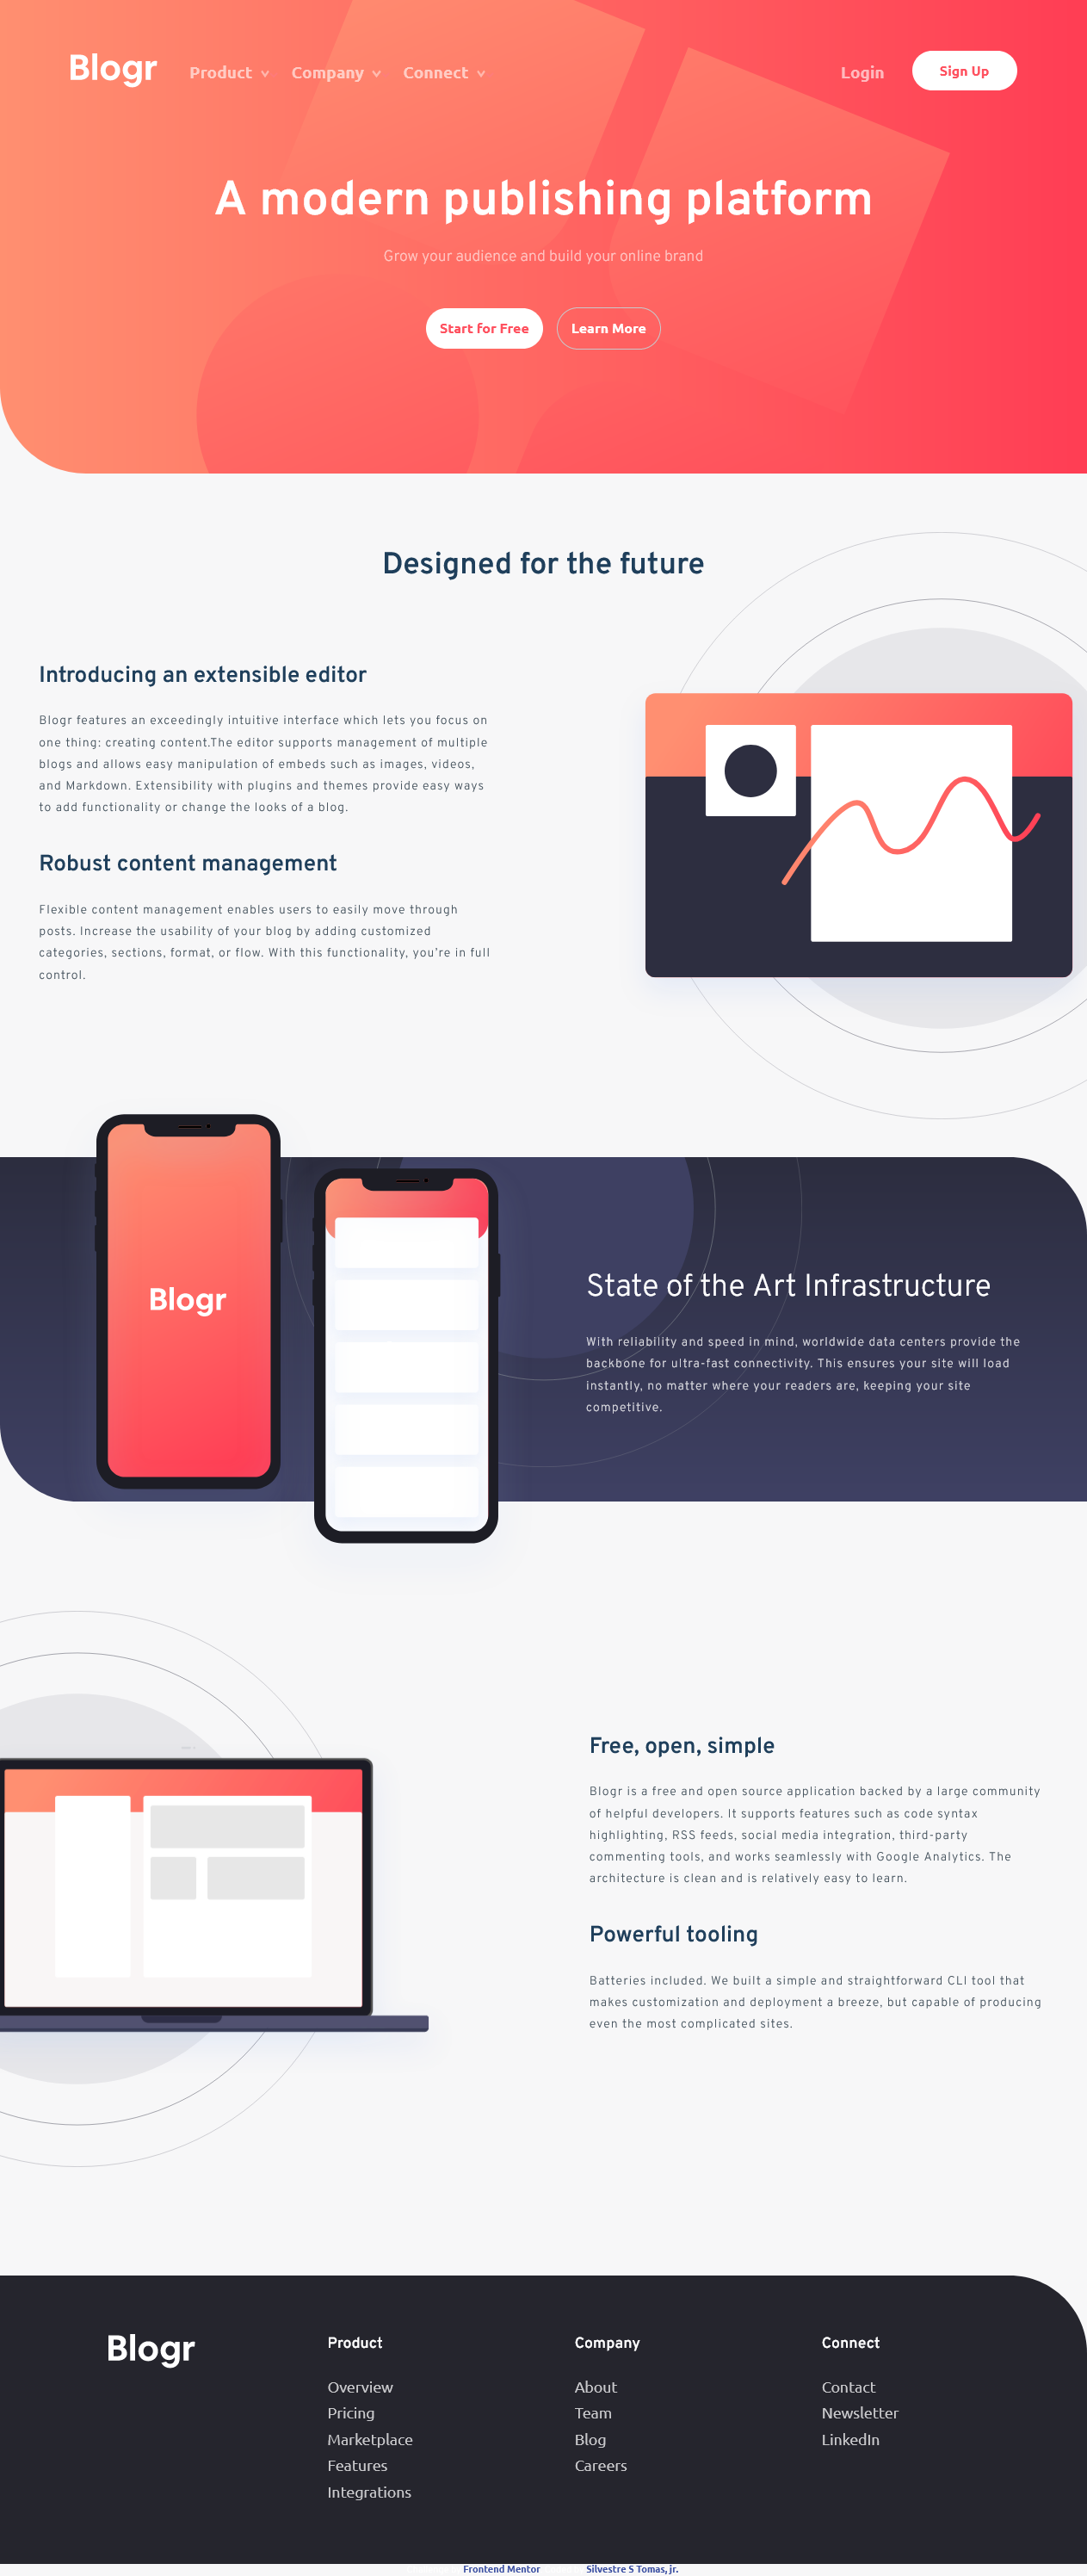 Blogr Product Company Connect Login Sign Up
A modern publishing platform
Grow your audience and build your online brand
Start for Free Learn More
Designed for the future
Introducing an extensible editor
Blogr features an exceedingly intuitive interface which lets you focus on
one thing: creating content.The editor supports management of multiple
blogs and allows easy manipulation of embeds such as images, videos,
and Markdown. Extensibility with plugins and themes provide easy ways
to add functionality or change the looks of a blog.
Robust content management
Flexible content management enables users to easily move through
posts. Increase the usability of your blog by adding customized
categories, sections, format, or flow. With this functionality, you're in full
control.
Blogr
State of the Art Infrastructure
With reliability and speed in mind, worldwide data centers provide the
backbone for ultra-fast connectivity. This ensures your site will load
instantly, no matter where your readers are, keeping your site
competitive.
Free, open, simple
Blogr is a free and open source application backed by a large community
of helpful developers. It supports features such as code syntax
highlighting, RSS feeds, social media integration, third-party
commenting tools, and works seamlessly with Google Analytics. The
architecture is clean and is relatively easy to learn.
Powerful tooling
Batteries included. We built a simple and straightforward CLI tool that
makes customization and deployment a breeze, but capable of producing
even the most complicated sites.
Blogr
Product
Overview
Pricing
Marketplace
Features
Integrations
Company
About
Team
Blog
Careers
Connect
Contact
Newsletter
LinkedIn
Frontend Mentor Silvestre S Tomas, jr.